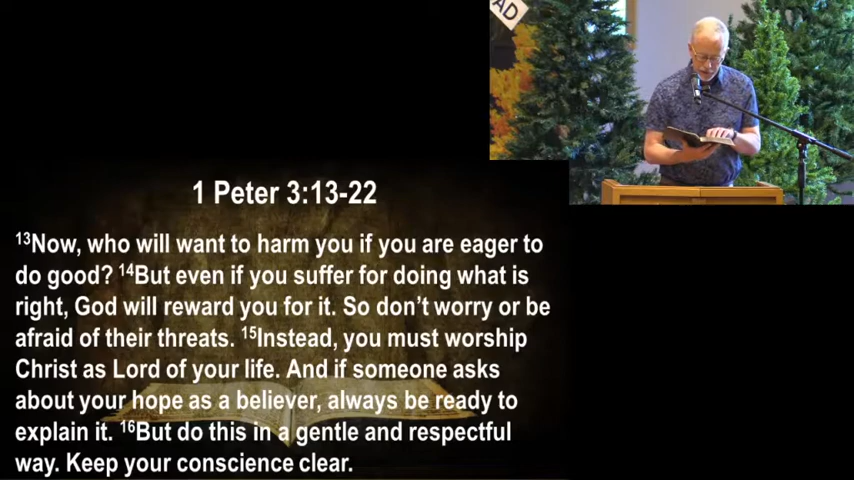 AD
1 Peter 3:13-22
¹³Now, who will want to harm you if you are eager to
do good? ¹⁴But even if you suffer for doing what is
right, God will reward you for it. So don’t worry or be
afraid of their threats. ¹⁵Instead, you must worship
Christ as Lord of your life. And if someone asks
about your hope as a believer, always be ready to
explain it. ¹⁶But do this in a gentle and respectful
way. Keep your conscience clear.